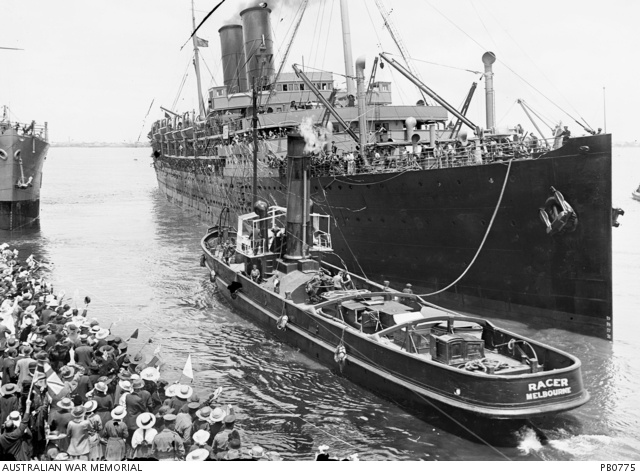 RACER
MELBOURNE
AUSTRALIAN WAR MEMORIAL
PB0775